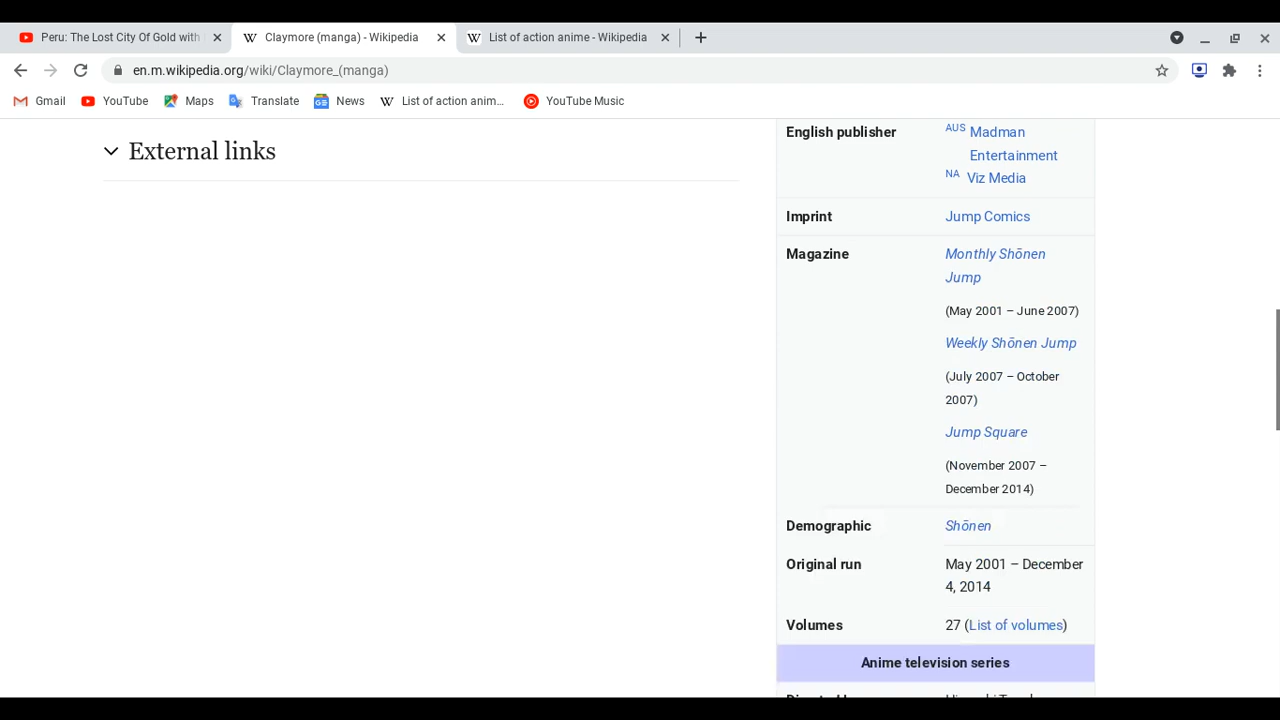 Peru: The Lost City Of Gold with
Claymore (manga) - Wikipedia
List of action anime - Wikipedia
en.m.wikipedia.org/wiki/Claymore_(manga)
Gmail
YouTube
Maps
Translate
News
List of action anim...
YouTube Music
External links
English publisher
AUS Madman
Entertainment
NA Viz Media
Imprint
Jump Comics
Magazine
Monthly Shōnen
Jump
(May 2001 – June 2007)
Weekly Shōnen Jump
(July 2007 – October
2007)
Jump Square
(November 2007 –
December 2014)
Demographic
Shōnen
Original run
May 2001 – December
4, 2014
Volumes
27 (List of volumes)
Anime television series